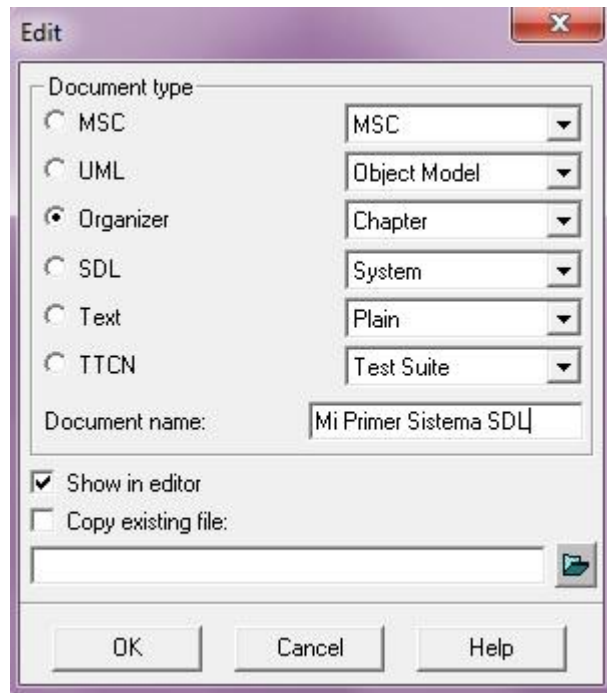 Edit
Document type
MSC MSC
UML Object Model
Organizer Chapter
SDL System
Text Plain
TTCN Test Suite
Document name: Mi Primer Sistema SDL
Show in editor
Copy existing file:
OK Cancel Help